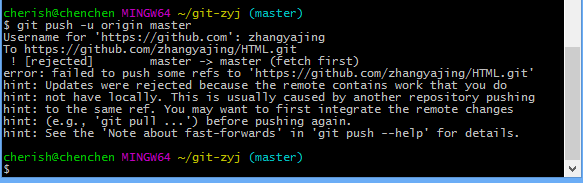 cherish@chenchen MINGW64 ~/git-zyj (master)
$ git push -u origin master
Username for 'https://github.com': zhangyajing
To https://github.com/zhangyajing/HTML.git
 ! [rejected]        master -> master (fetch first)
error: failed to push some refs to 'https://github.com/zhangyajing/HTML.git'
hint: Updates were rejected because the remote contains work that you do
hint: not have locally. This is usually caused by another repository pushing
hint: to the same ref. You may want to first integrate the remote changes
hint: (e.g., 'git pull ...') before pushing again.
hint: See the 'Note about fast-forwards' in 'git push --help' for details.
cherish@chenchen MINGW64 ~/git-zyj (master)
$